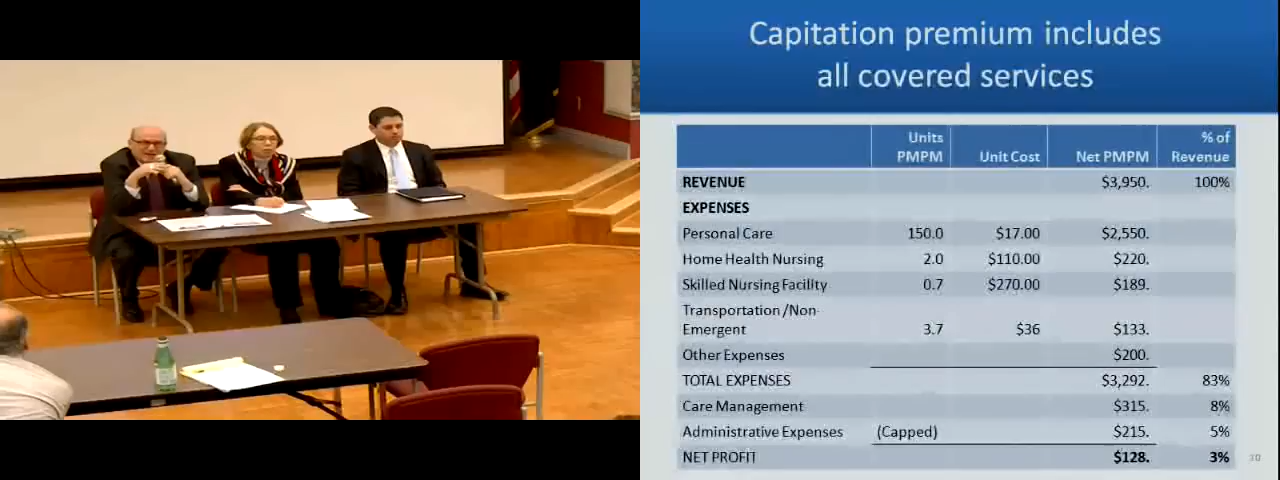 Capitation premium includes
all covered services
Units PMPM Unit Cost Net PMPM % of Revenue
REVENUE $3,950. 100%
EXPENSES
Personal Care 150.0 $17.00 $2,550.
Home Health Nursing 2.0 $110.00 $220.
Skilled Nursing Facility 0.7 $270.00 $189.
Transportation /Non-
Emergent 3.7 $36 $133.
Other Expenses $200.
TOTAL EXPENSES $3,292. 83%
Care Management $315. 8%
Administrative Expenses (Capped) $215. 5%
NET PROFIT $128. 3%
10